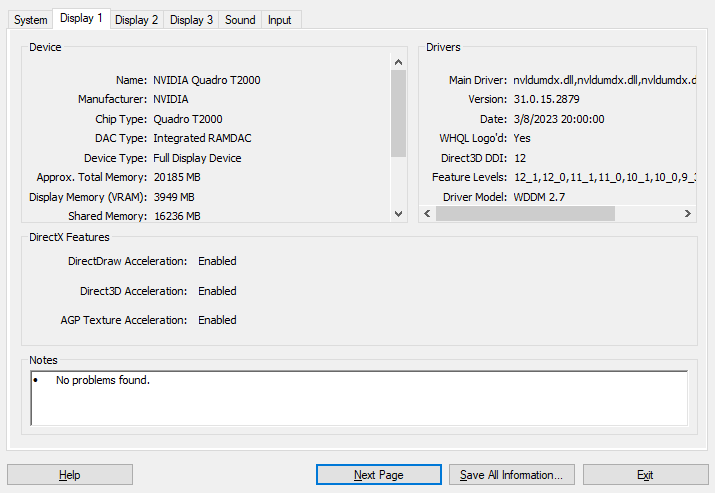 System Display 1 Display 2 Display 3 Sound Input
Device
Name: NVIDIA Quadro T2000
Manufacturer: NVIDIA
Chip Type: Quadro T2000
DAC Type: Integrated RAMDAC
Device Type: Full Display Device
Approx. Total Memory: 20185 MB
Display Memory (VRAM): 3949 MB
Shared Memory: 16236 MB
Drivers
Main Driver: nvldumdx.dll,nvldumdx.dll,nvldumdx.d
Version: 31.0.15.2879
Date: 3/8/2023 20:00:00
WHQL Logo'd: Yes
Direct3D DDI: 12
Feature Levels: 12_1,12_0,11_1,11_0,10_1,10_0,9_3
Driver Model: WDDM 2.7
DirectX Features
DirectDraw Acceleration: Enabled
Direct3D Acceleration: Enabled
AGP Texture Acceleration: Enabled
Notes
• No problems found.
Help Next Page Save All Information... Exit